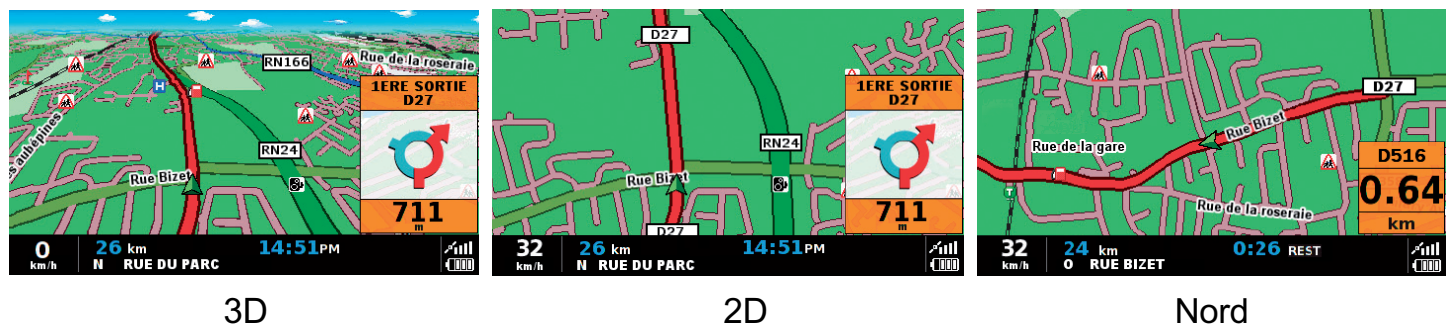 RN166
Rue de la roseraie
H
1ERE SORTIE
D27
s aubépines
RN24
Rue Bizet
711
m
0
km/h
26 km
14:51PM
N RUE DU PARC
3D
D27
1ERE SORTIE
D27
RN24
Rue Bizet
D27
711
m
32
km/h
26 km
14:51PM
N RUE DU PARC
2D
D27
Rue Bizet
Rue de la gare
D516
0.64
km
Rue de la roseraie
T
32
km/h
24 km
0:26 REST
O RUE BIZET
Nord